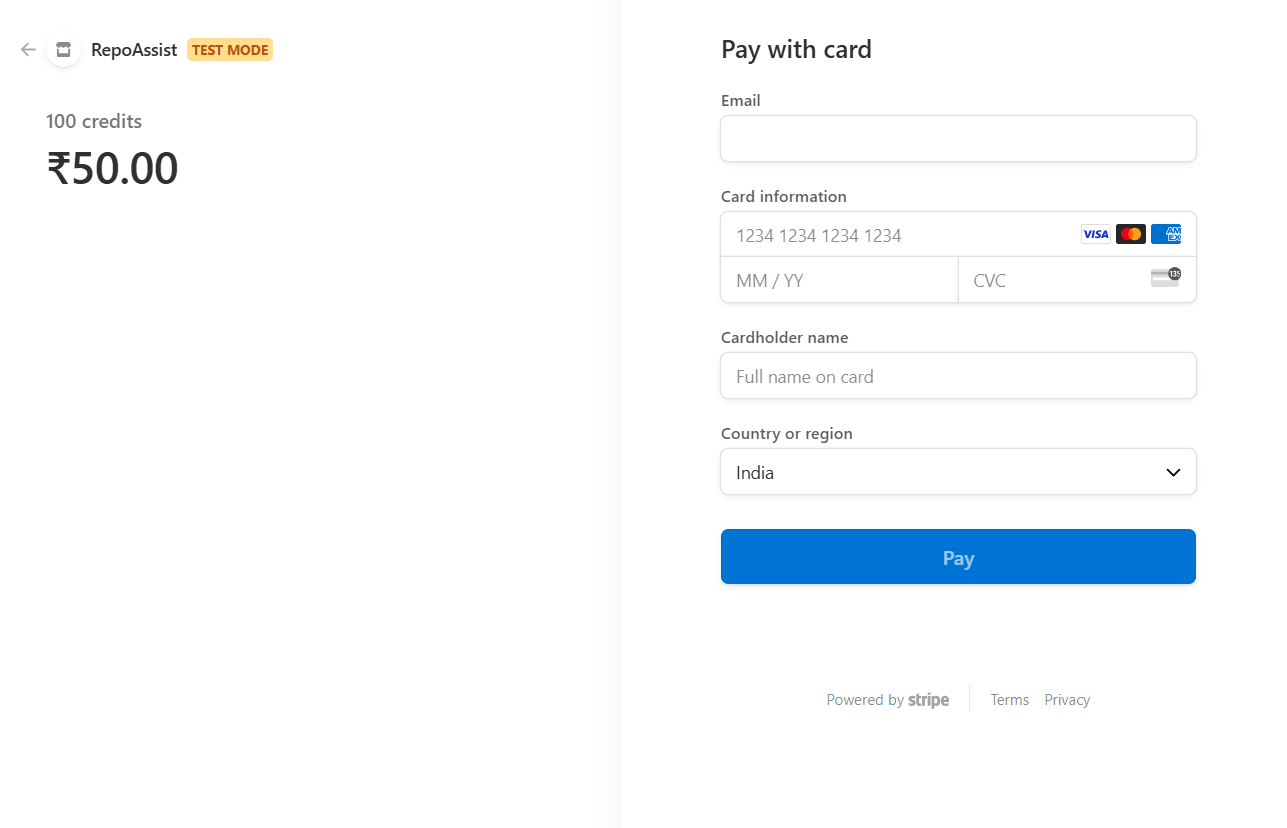 RepoAssist TEST MODE
100 credits
₹50.00
Pay with card
Email
Card information
1234 1234 1234 1234 VISA AMEX
MM / YY CVC 135
Cardholder name
Full name on card
Country or region
India
Pay
Powered by stripe Terms Privacy